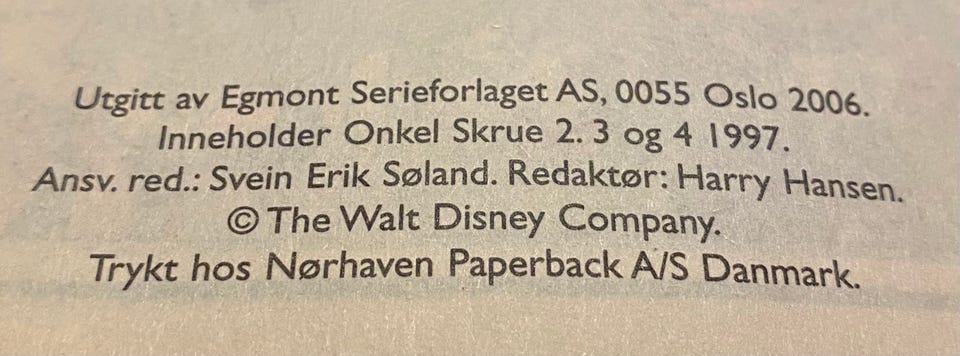 Utgitt av Egmont Serieforlaget AS, 0055 Oslo 2006.
Inneholder Onkel Skrue 2. 3 og 4 1997.
Ansv. red.: Svein Erik Søland. Redaktør: Harry Hansen.
© The Walt Disney Company.
Trykt hos Nørhaven Paperback A/S Danmark.